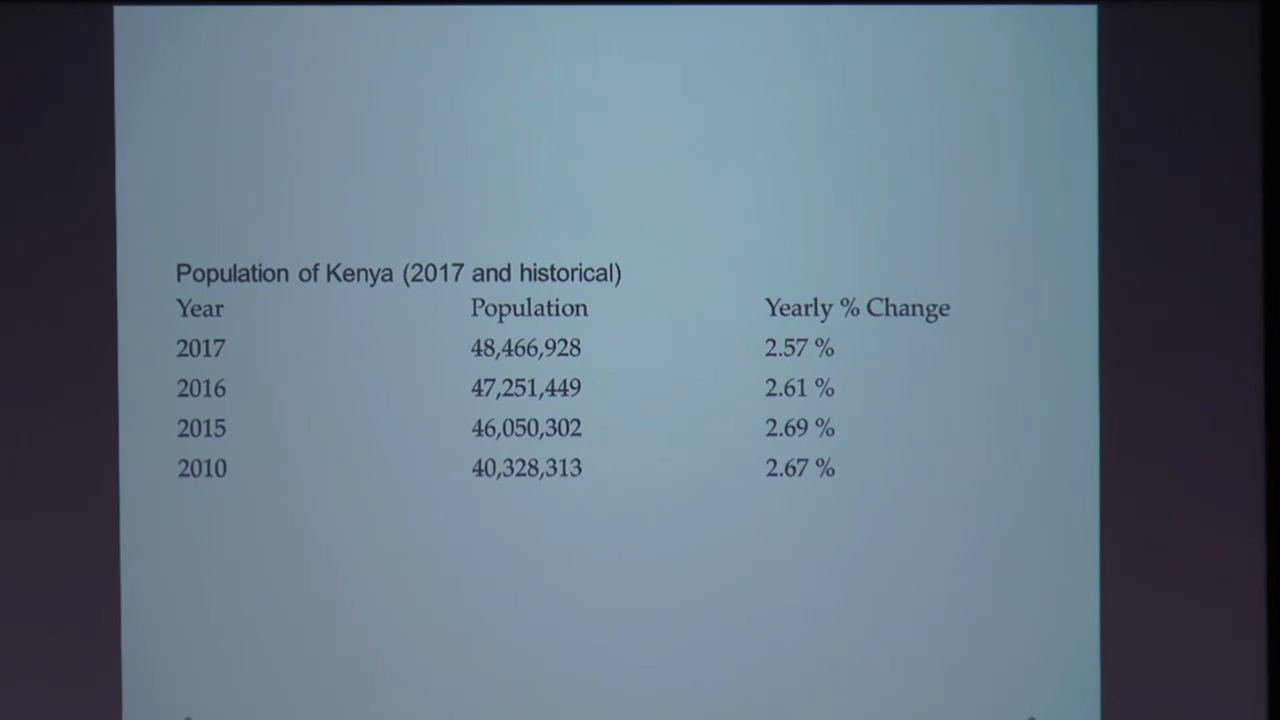 Population of Kenya (2017 and historical)
Year Population Yearly % Change
2017 48,466,928 2.57 %
2016 47,251,449 2.61 %
2015 46,050,302 2.69 %
2010 40,328,313 2.67 %